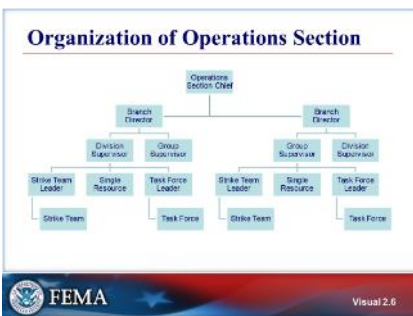 Organization of Operations Section
Operations
Section Chief
Branch
Director
Branch
Director
Division
Supervisor
Group
Supervisor
Group
Supervisor
Division
Supervisor
Strike Team
Leader
Single
Resource
Task Force
Leader
Strike Team
Leader
Single
Resource
Task Force
Leader
Strike Team
Task Force
Strike Team
Task Force
FEMA
Visual 2.6